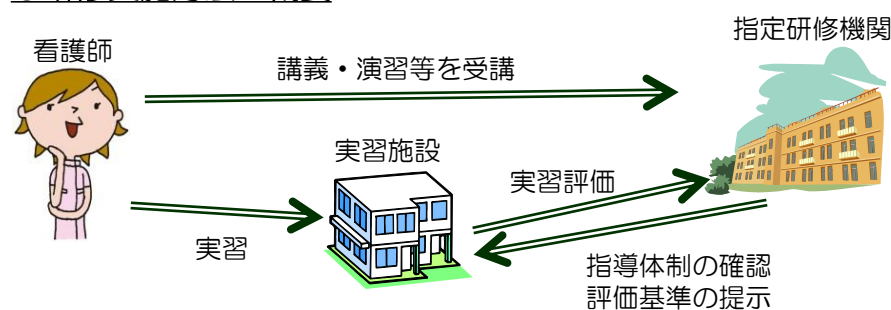 指定研修機関
看護師
講義・演習等を受講
実習施設
実習評価
実習
指導体制の確認
評価基準の提示